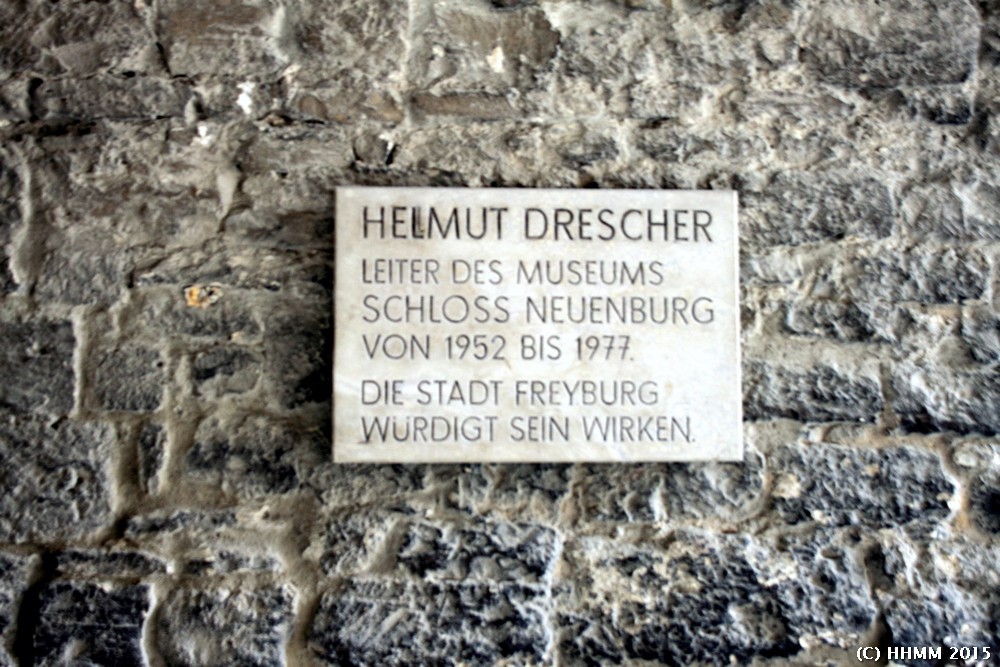 HELMUT DRESCHER
LEITER DES MUSEUMS
SCHLOSS NEUENBURG
VON 1952 BIS 1977.
DIE STADT FREYBURG
WÜRDIGT SEIN WIRKEN.
(C) HHMM 2015